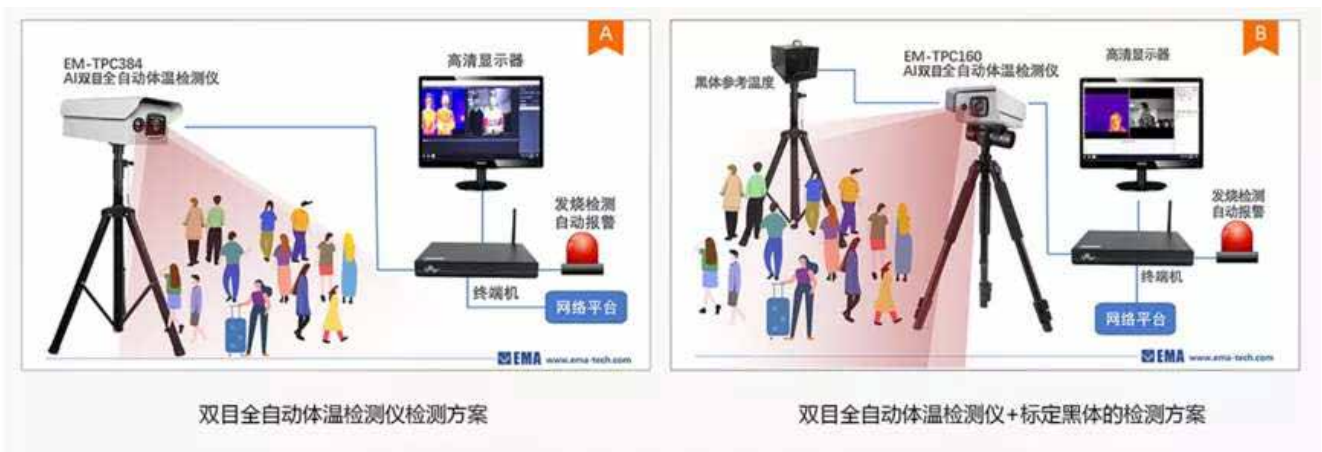 A
EM-TPC384
AI双目全自动体温检测仪
高清显示器
发烧检测
自动报警
终端机
网络平台
EMA www.ema-tech.com
双目全自动体温检测仪检测方案
B
黑体参考温度
EM-TPC160
AI双目全自动体温检测仪
高清显示器
发烧检测
自动报警
终端机
网络平台
EMA www.ema-tech.com
双目全自动体温检测仪+标定黑体的检测方案